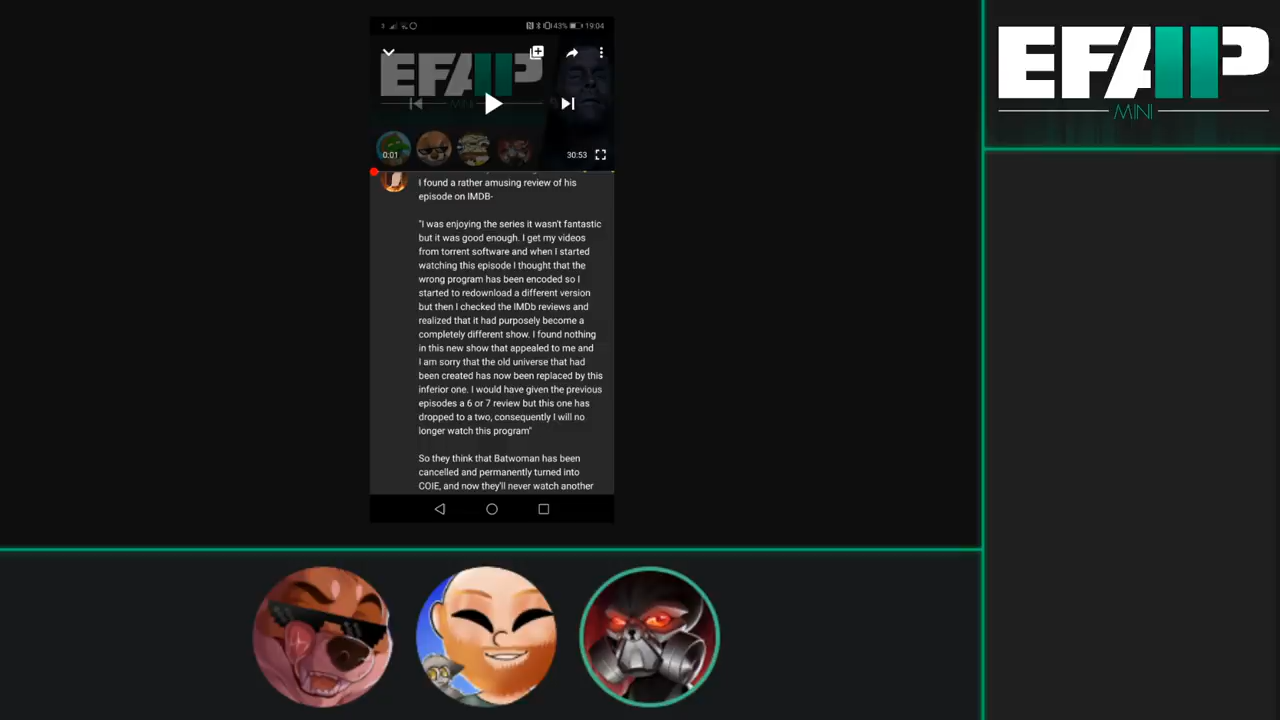 43% 19:04
EFAP
MINI
0:01
30:53
I found a rather amusing review of his
episode on IMDB-
"I was enjoying the series it wasn't fantastic
but it was good enough. I get my videos
from torrent software and when I started
watching this episode I thought that the
wrong program has been encoded so I
started to redownload a different version
but then I checked the IMDb reviews and
realized that it had purposely become a
completely different show. I found nothing
in this new show that appealed to me and
I am sorry that the old universe that had
been created has now been replaced by this
inferior one. I would have given the previous
episodes a 6 or 7 review but this one has
dropped to a two, consequently I will no
longer watch this program"
So they think that Batwoman has been
cancelled and permanently turned into
COIE, and now they'll never watch another
EFAP
MINI